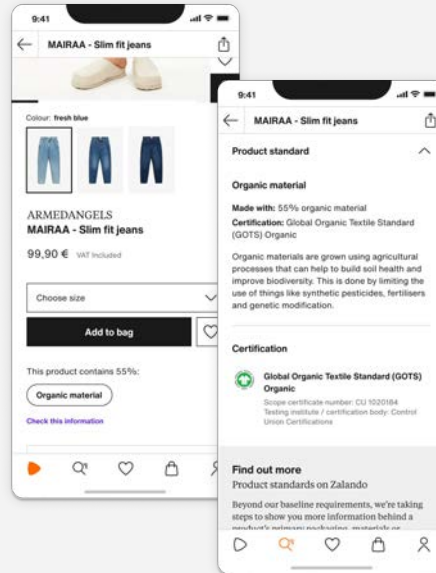 9:41
MAIRAA - Slim fit jeans
Colour: fresh blue
ARMEDANGELS
MAIRAA - Slim fit jeans
99,90 € VAT Included
Choose size
Add to bag
This product contains 55%:
Organic material
Check this information
9:41
MAIRAA - Slim fit jeans
Product standard
Organic material
Made with: 55% organic material
Certification: Global Organic Textile Standard
(GOTS) Organic
Organic materials are grown using agricultural
processes that can help to build soil health and
improve biodiversity. This is done by limiting the
use of things like synthetic pesticides, fertilisers
and genetic modification.
Certification
Global Organic Textile Standard (GOTS)
Organic
Scope certificate number: CU 1020184
Testing institute / certification body: Control
Union Certifications
Find out more
Product standards on Zalando
Beyond our baseline requirements, we're taking
steps to show you more information behind a
product's primary packaging, materials or